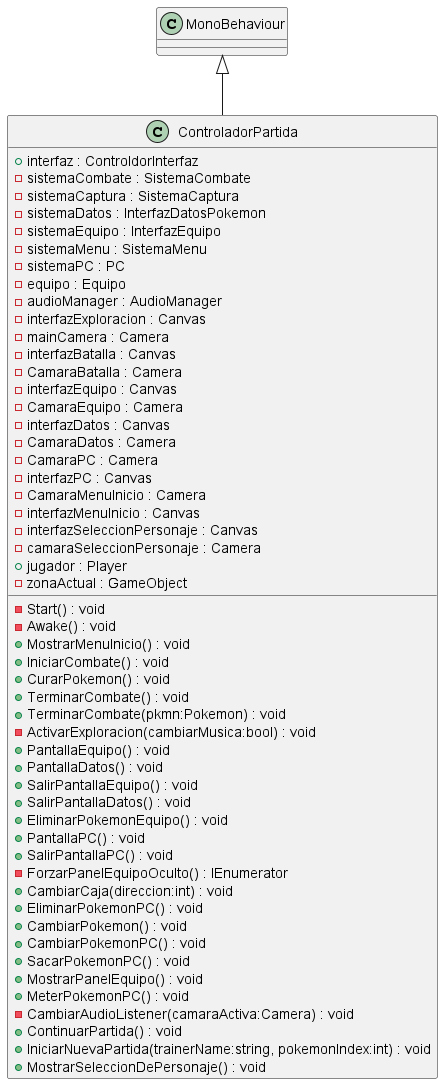 C MonoBehaviour
C ControladorPartida
interfaz : ControldorInterfaz
sistemaCombate : SistemaCombate
sistemaCaptura : SistemaCaptura
sistemaDatos : InterfazDatosPokemon
sistemaEquipo : InterfazEquipo
sistemaMenu : SistemaMenu
sistemaPC : PC
equipo : Equipo
audioManager : AudioManager
interfazExploracion : Canvas
mainCamera : Camera
interfazBatalla : Canvas
CamaraBatalla : Camera
interfazEquipo : Canvas
CamaraEquipo : Camera
interfazDatos : Canvas
CamaraDatos : Camera
CamaraPC : Camera
interfazPC : Canvas
CamaraMenuInicio : Camera
interfazMenuInicio : Canvas
interfazSeleccionPersonaje : Canvas
camaraSeleccionPersonaje : Camera
jugador : Player
zonaActual : GameObject
Start() : void
Awake() : void
MostrarMenuInicio() : void
IniciarCombate() : void
CurarPokemon() : void
TerminarCombate() : void
TerminarCombate(pkmn:Pokemon) : void
ActivarExploracion(cambiarMusica:bool) : void
PantallaEquipo() : void
PantallaDatos() : void
SalirPantallaEquipo() : void
SalirPantallaDatos() : void
EliminarPokemonEquipo() : void
PantallaPC() : void
SalirPantallaPC() : void
ForzarPanelEquipoOculto() : IEnumerator
CambiarCaja(direccion:int) : void
EliminarPokemonPC() : void
CambiarPokemon() : void
CambiarPokemonPC() : void
SacarPokemonPC() : void
MostrarPanelEquipo() : void
MeterPokemonPC() : void
CambiarAudioListener(camaraActiva:Camera) : void
ContinuarPartida() : void
IniciarNuevaPartida(trainerName:string, pokemonIndex:int) : void
MostrarSeleccionDePersonaje() : void